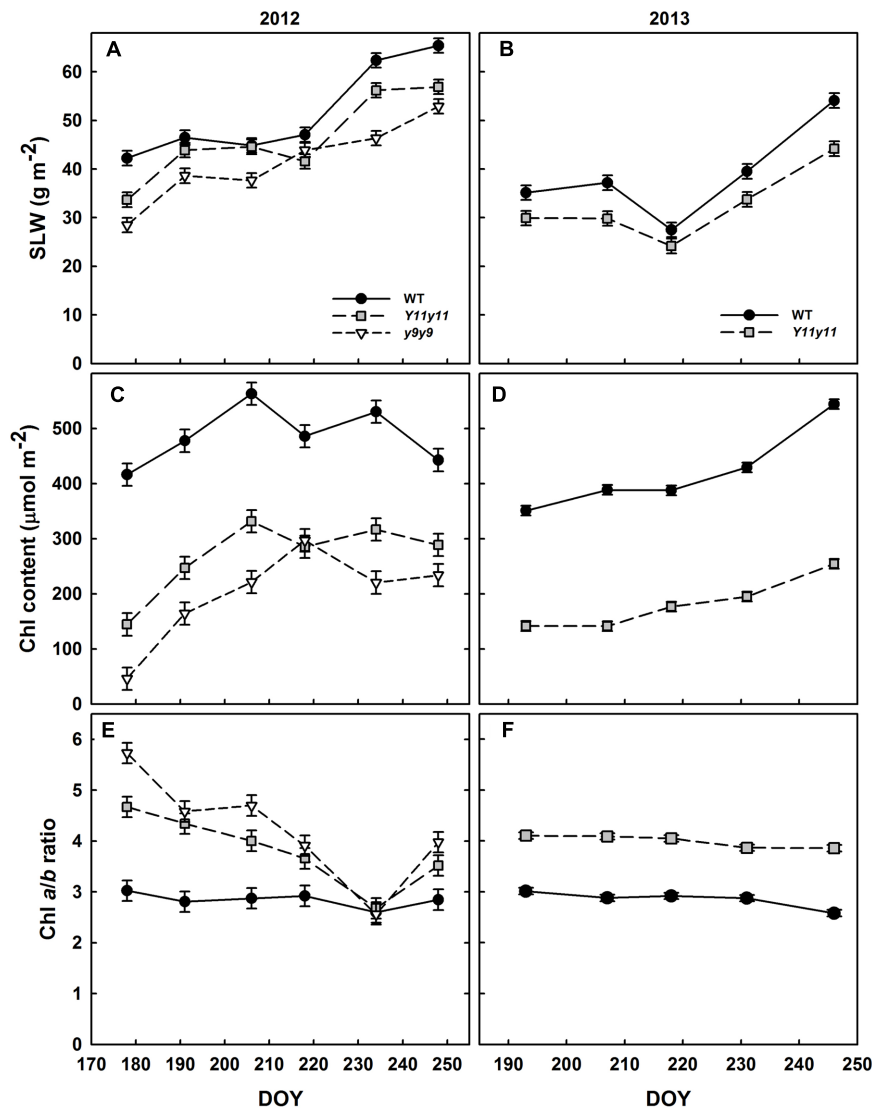 2012 2013
A
SLW (g m-2)
60
50
40
30
20
10
0
WT
Y11y11
y9y9
B
WT
Y11y11
C
Chl content (µmol m-2)
500
400
300
200
100
0
D
E
Chl a/b ratio
6
5
4
3
2
1
0
F
170 180 190 200 210 220 230 240 250
190 200 210 220 230 240 250
DOY DOY